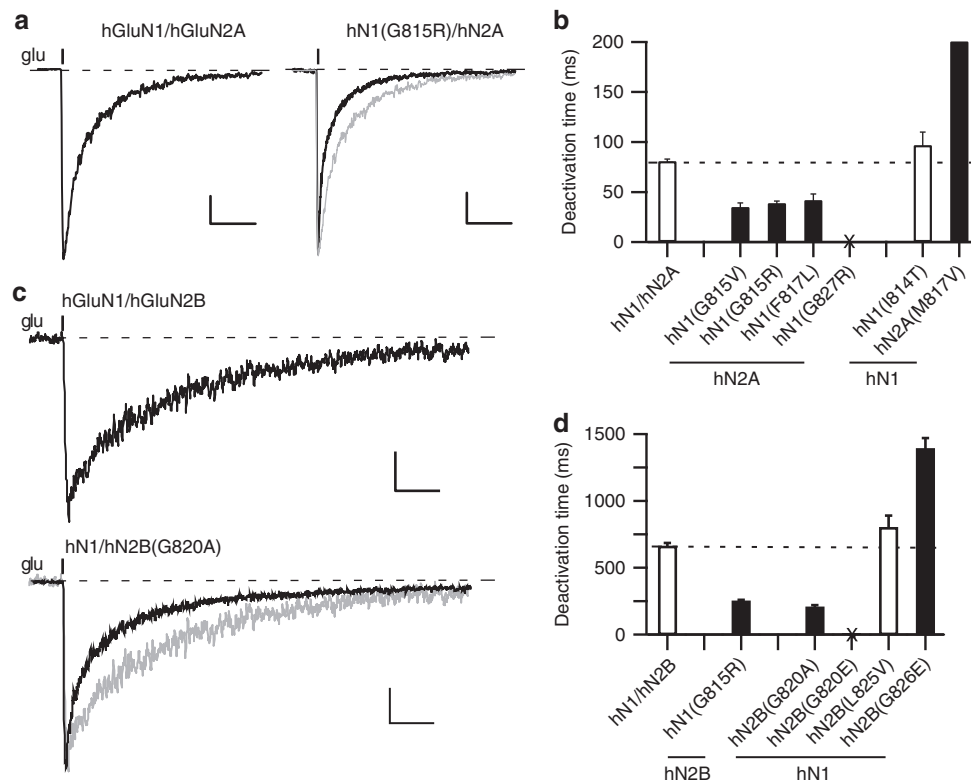 a
hGluN1/hGluN2A
hN1(G815R)/hN2A
glu
b
Deactivation time (ms)
200
150
100
50
0
hN1/hN2A
hN1(G815V)
hN1(G815R)
hN1(F817L)
hN1(G827R)
hN1(I814T)
hN2A(M817V)
hN2A
hN1
c
hGluN1/hGluN2B
glu
hN1/hN2B(G820A)
glu
d
Deactivation time (ms)
1500
1000
500
0
hN1/hN2B
hN1(G815R)
hN2B(G820A)
hN2B(G820E)
hN2B(L825V)
hN2B(G826E)
hN2B
hN1